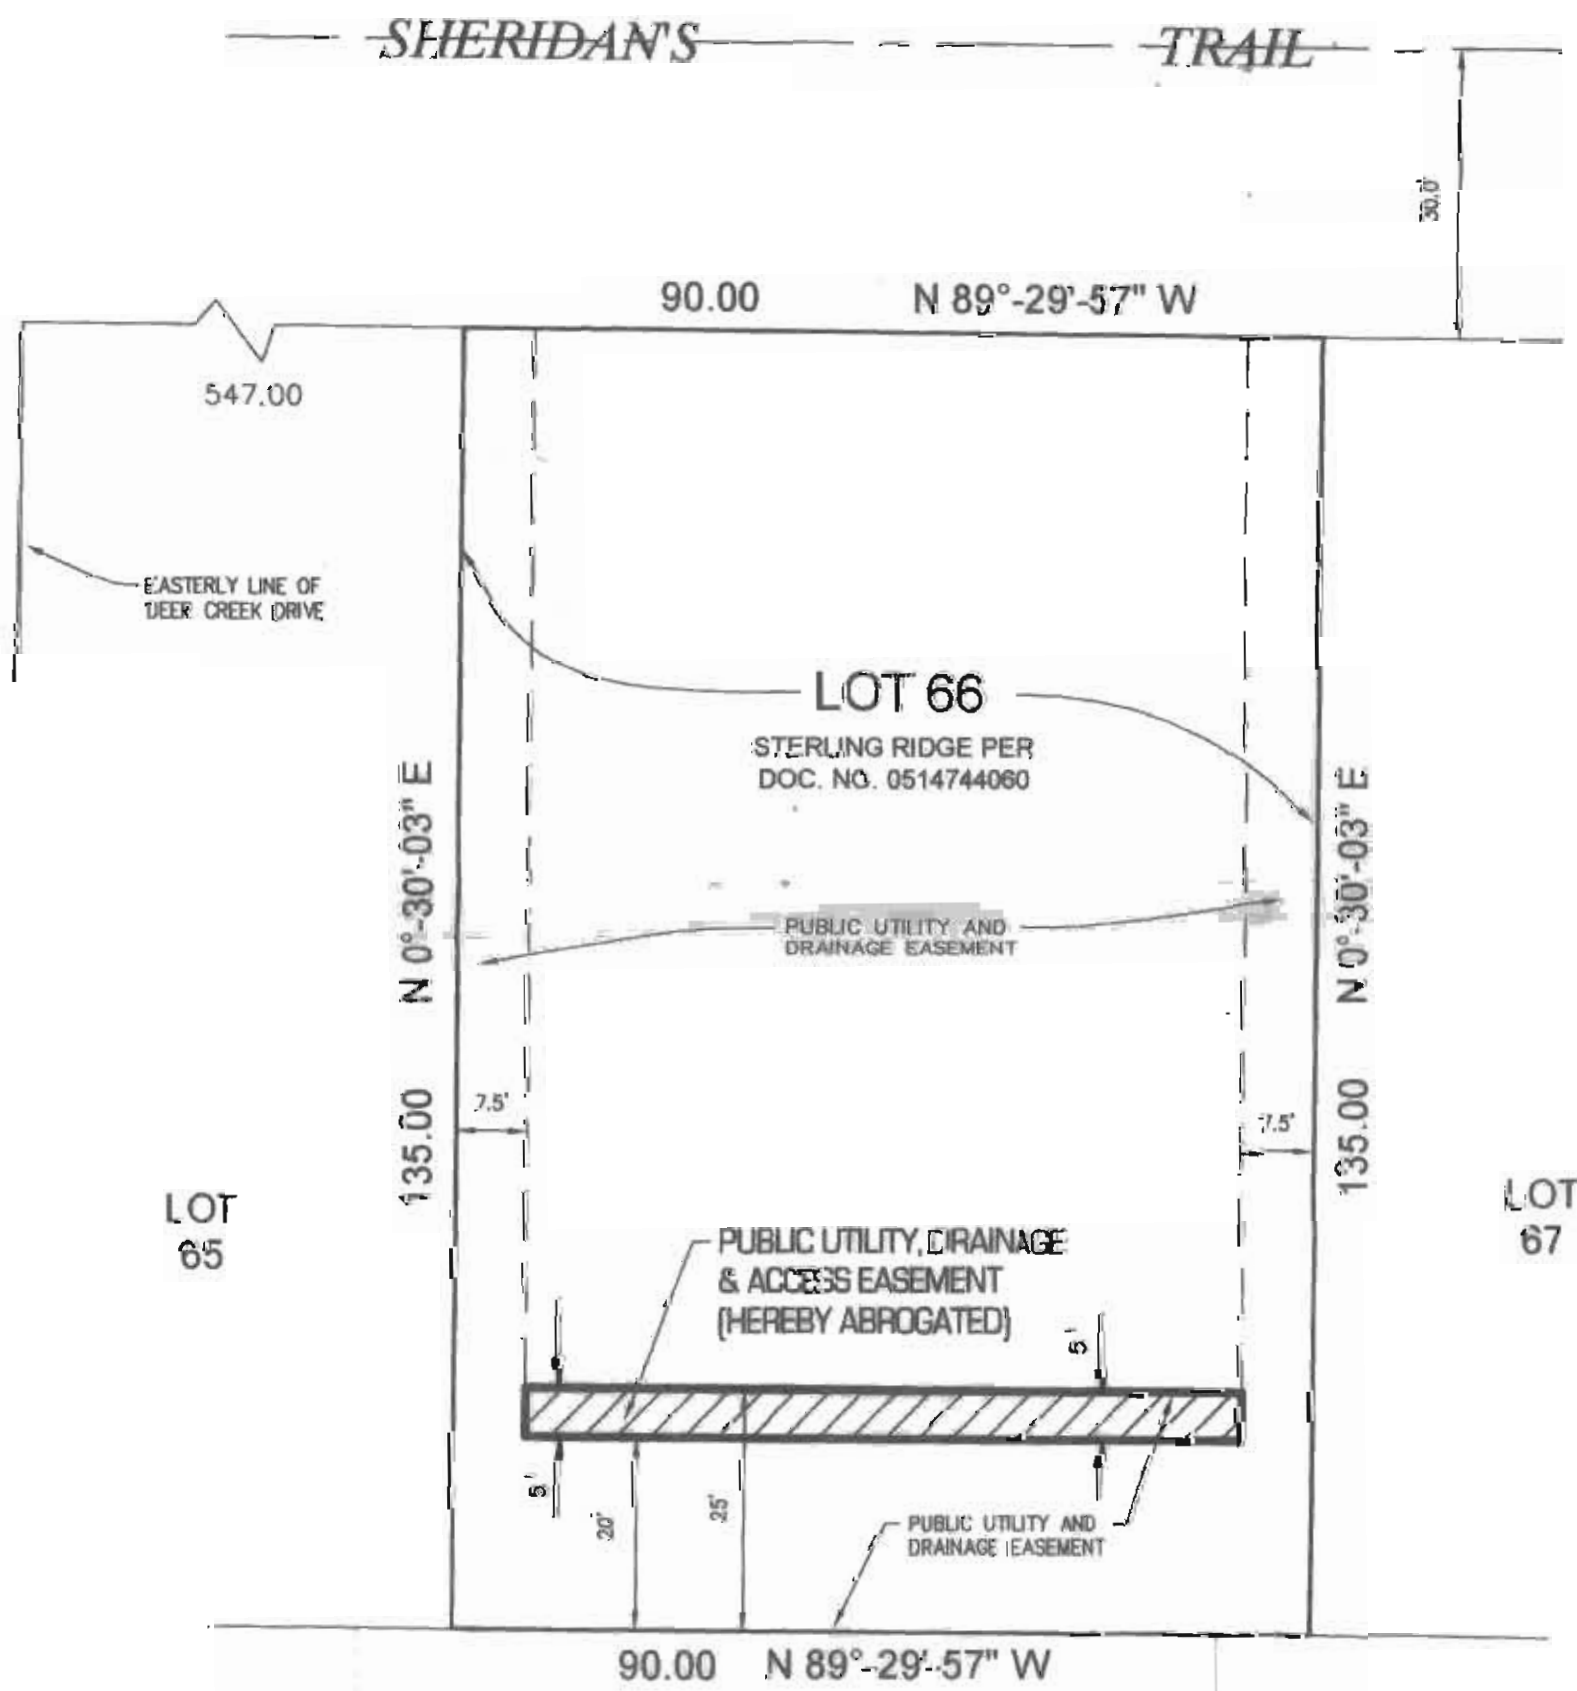 SHERIDAN'S TRAIL
30.0'
90.00 N 89°-29'-57" W
547.00
EASTERLY LINE OF
DEER CREEK DRIVE
LOT 66
STERLING RIDGE PER
DOC. NO. 0514744060
N 0°-30'-03" E
135.00
N 0°-30'-03" E
135.00
PUBLIC UTILITY AND
DRAINAGE EASEMENT
7.5'
7.5'
LOT
65
LOT
67
PUBLIC UTILITY, DRAINAGE
& ACCESS EASEMENT
(HEREBY ABROGATED)
5'
5'
20'
25'
PUBLIC UTILITY AND
DRAINAGE EASEMENT
90.00 N 89°-29'-57" W